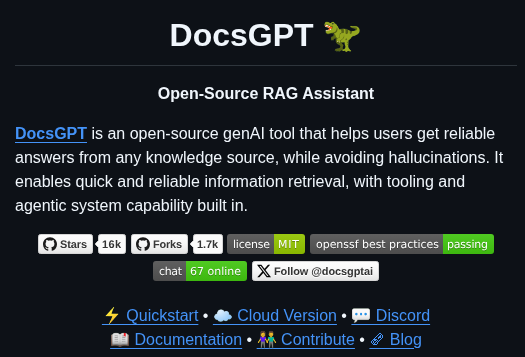 DocsGPT 🦖
Open-Source RAG Assistant
DocsGPT is an open-source genAI tool that helps users get reliable
answers from any knowledge source, while avoiding hallucinations. It
enables quick and reliable information retrieval, with tooling and
agentic system capability built in.
Stars 16k Forks 1.7k license MIT openssf best practices passing
chat 67 online X Follow @docsgptai
⚡ Quickstart • ☁️ Cloud Version • 💬 Discord
📖 Documentation • 👫 Contribute • 🗞 Blog